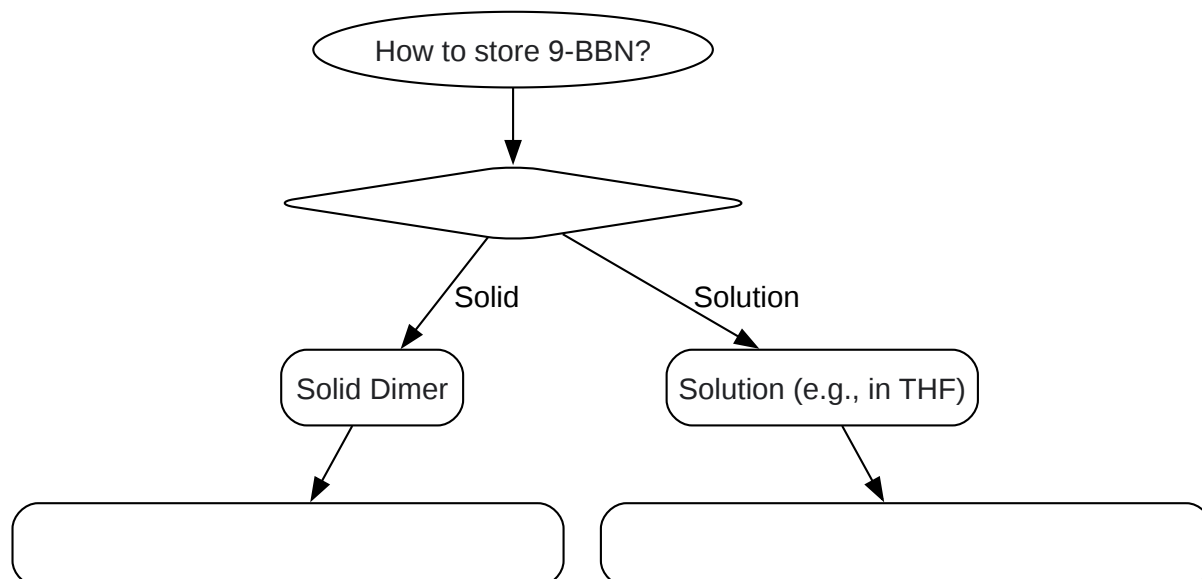 How to store 9-BBN?
Solid
Solution
Solid Dimer
Solution (e.g., in THF)